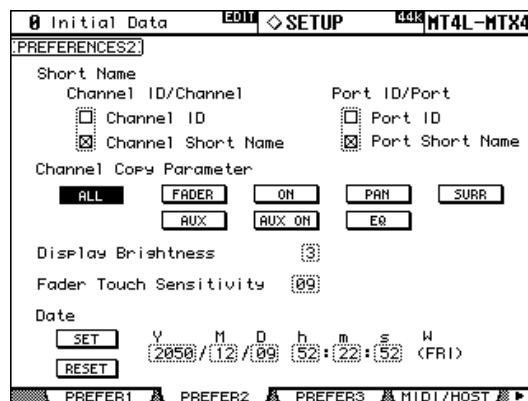 0 Initial Data EDIT SETUP 44k MT4L-MTX4
PREFERENCES2
Short Name
Channel ID/Channel Port ID/Port
Channel ID Port ID
Channel Short Name Port Short Name
Channel Copy Parameter
ALL FADER ON PAN SURR
AUX AUX ON EQ
Display Brightness 3
Fader Touch Sensitivity 09
Date
SET Y M D h m s W
2050/12/09 52:22:52 (FRI)
RESET
PREFER1 PREFER2 PREFER3 MIDI/HOST